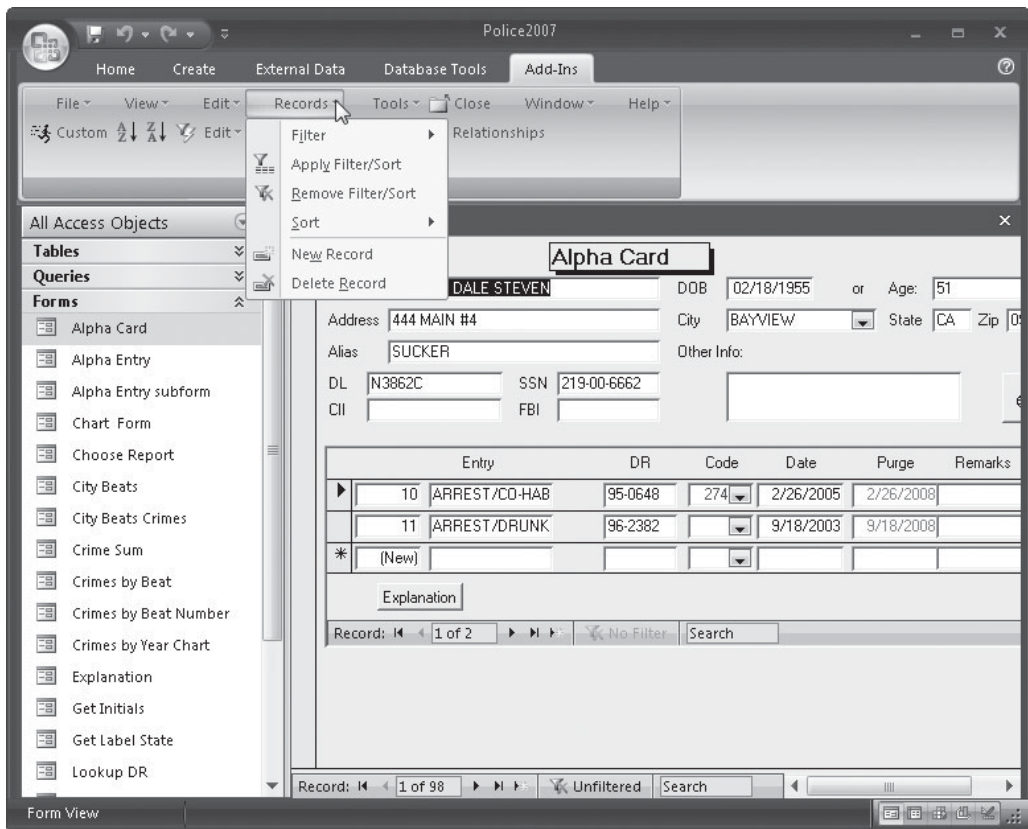 Police2007
Home Create External Data Database Tools Add-Ins
File View Edit Records Tools Close Window Help
Custom Edit Relationships
Filter
Apply Filter/Sort
Remove Filter/Sort
Sort
New Record
Delete Record
All Access Objects
Tables
Queries
Forms
Alpha Card
Alpha Entry
Alpha Entry subform
Chart Form
Choose Report
City Beats
City Beats Crimes
Crime Sum
Crimes by Beat
Crimes by Beat Number
Crimes by Year Chart
Explanation
Get Initials
Get Label State
Lookup DR
Alpha Card
DALE STEVEN DOB 02/18/1955 or Age: 51
Address 444 MAIN #4 City BAYVIEW State CA Zip
Alias SUCKER Other Info:
DL N3862C SSN 219-00-6662
CII FBI
Entry DR Code Date Purge Remarks
10 ARREST/CO-HAB 95-0648 274 2/26/2005 2/26/2008
11 ARREST/DRUNK 96-2382 9/18/2003 9/18/2008
* (New)
Explanation
Record: 1 of 2 No Filter Search
Record: 1 of 98 Unfiltered Search
Form View